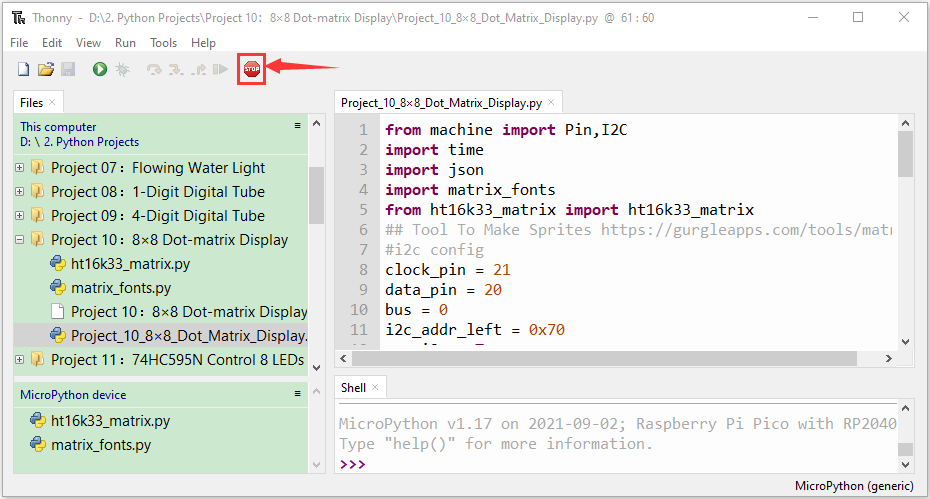 Thonny - D:\2. Python Projects\Project 10：8×8 Dot-matrix Display\Project_10_8×8_Dot_Matrix_Display.py @ 61 : 60
File Edit View Run Tools Help
STOP
Files
This computer
D: \ 2. Python Projects
Project 07：Flowing Water Light
Project 08：1-Digit Digital Tube
Project 09：4-Digit Digital Tube
Project 10：8×8 Dot-matrix Display
ht16k33_matrix.py
matrix_fonts.py
Project 10：8×8 Dot-matrix Display
Project_10_8×8_Dot_Matrix_Display.
Project 11：74HC595N Control 8 LEDs
MicroPython device
ht16k33_matrix.py
matrix_fonts.py
Project_10_8×8_Dot_Matrix_Display.py
1 from machine import Pin,I2C
2 import time
3 import json
4 import matrix_fonts
5 from ht16k33_matrix import ht16k33_matrix
6 ## Tool To Make Sprites https://gurgleapps.com/tools/mat
7 #i2c config
8 clock_pin = 21
9 data_pin = 20
10 bus = 0
11 i2c_addr_left = 0x70
Shell
MicroPython v1.17 on 2021-09-02; Raspberry Pi Pico with RP2040
Type "help()" for more information.
>>>
MicroPython (generic)